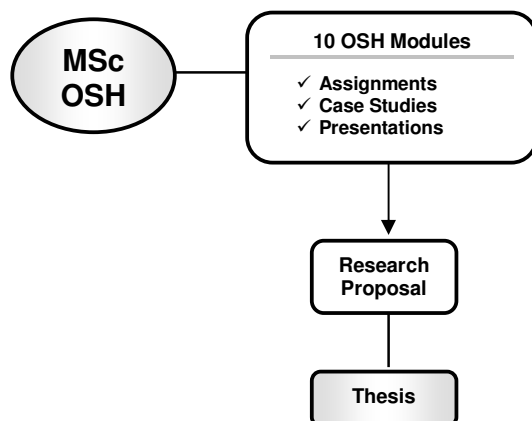 MSc
OSH
10 OSH Modules
✓ Assignments
✓ Case Studies
✓ Presentations
Research
Proposal
Thesis